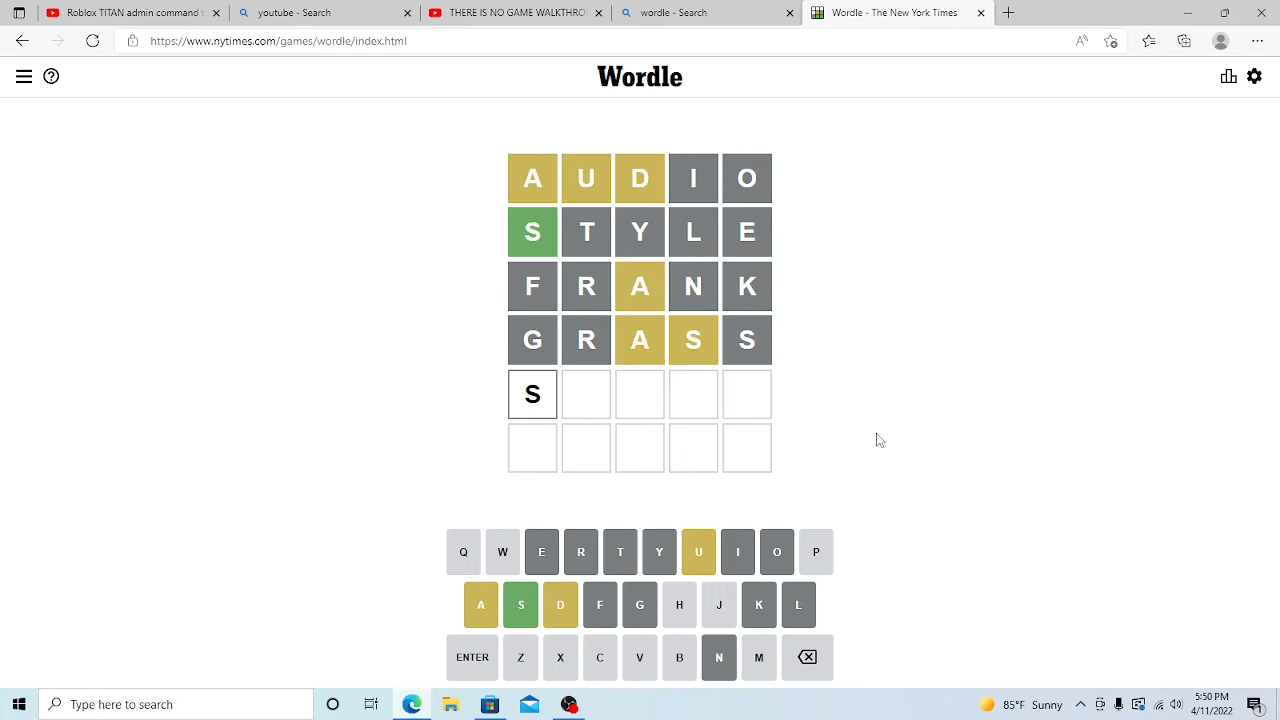 Roblox TITAN admin command t
youtube - Search
THERE IS NO GAME WALKTHRO
wordle - Search
Wordle - The New York Times
https://www.nytimes.com/games/wordle/index.html
Wordle
A U D I O
S T Y L E
F R A N K
G R A S S
S
Q W E R T Y U I O P
A S D F G H J K L
ENTER Z X C V B N M
Type here to search
85°F Sunny
5:50 PM
4/11/2022